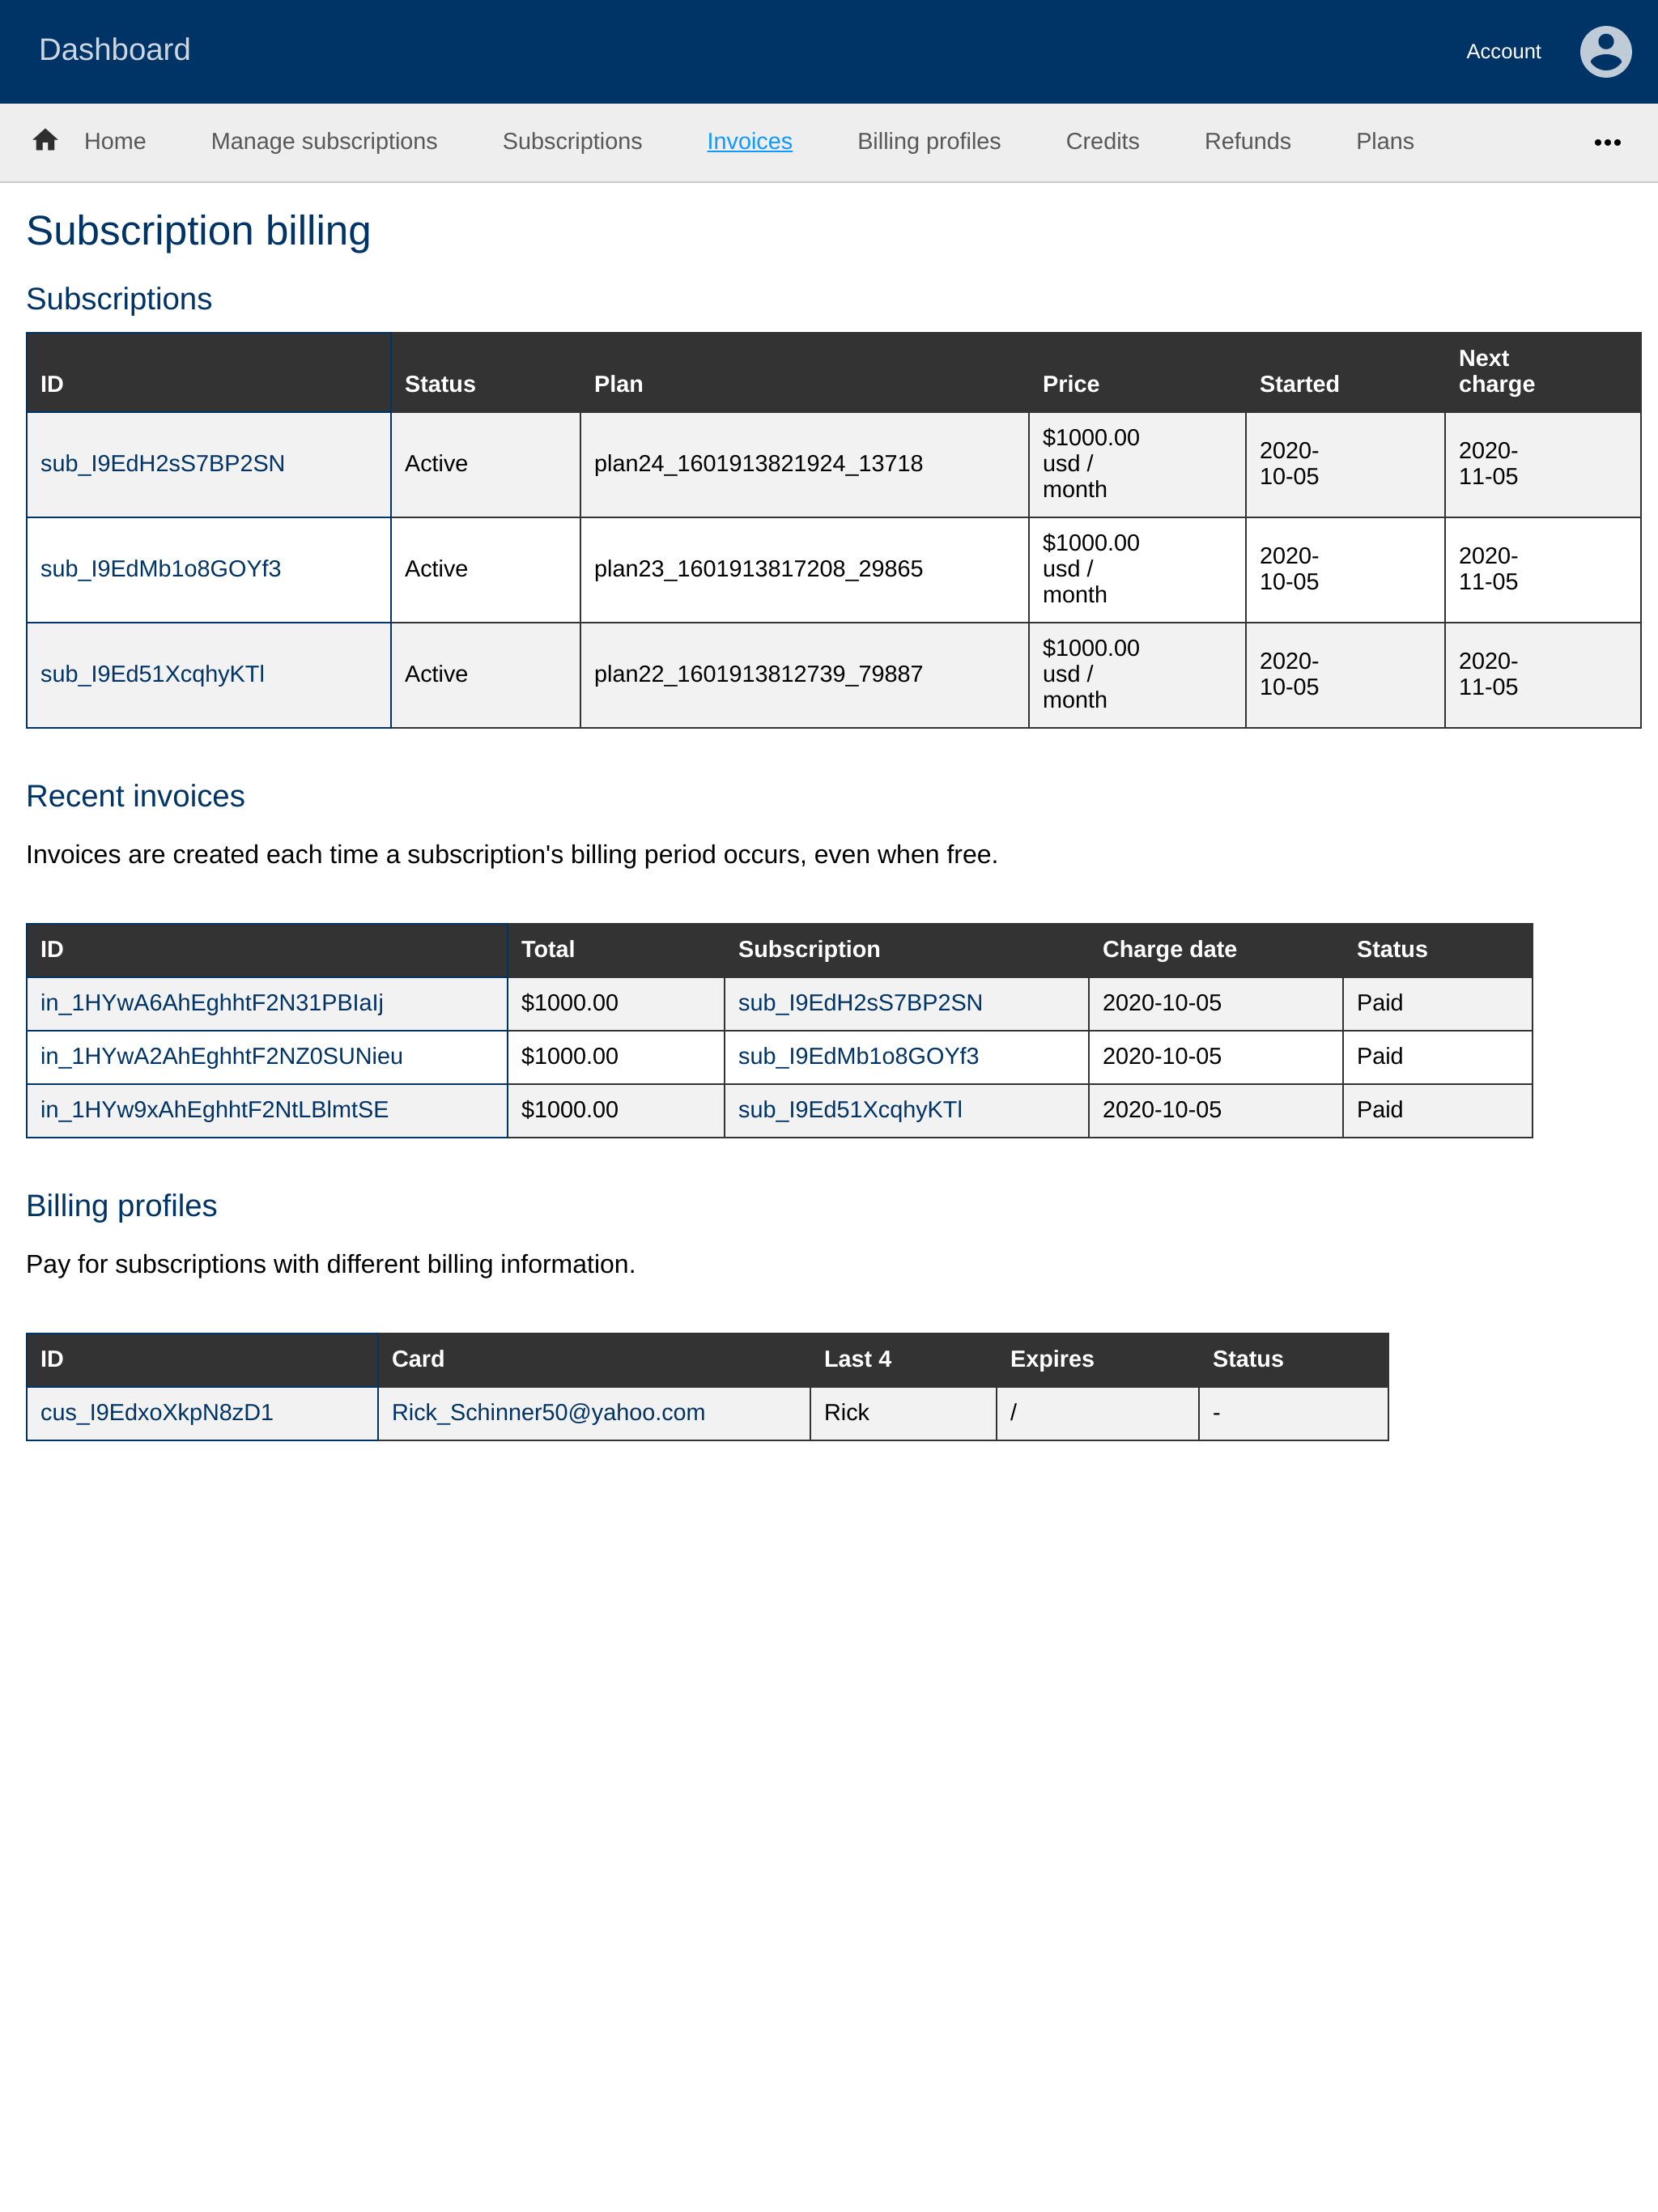 Dashboard
Account
Home Manage subscriptions Subscriptions Invoices Billing profiles Credits Refunds Plans •••
Subscription billing
Subscriptions
ID Status Plan Price Started Next charge
sub_I9EdH2sS7BP2SN Active plan24_1601913821924_13718 $1000.00 usd / month 2020-10-05 2020-11-05
sub_I9EdMb1o8GOYf3 Active plan23_1601913817208_29865 $1000.00 usd / month 2020-10-05 2020-11-05
sub_I9Ed51XcqhyKTl Active plan22_1601913812739_79887 $1000.00 usd / month 2020-10-05 2020-11-05
Recent invoices
Invoices are created each time a subscription's billing period occurs, even when free.
ID Total Subscription Charge date Status
in_1HYwA6AhEghhtF2N31PBIaIj $1000.00 sub_I9EdH2sS7BP2SN 2020-10-05 Paid
in_1HYwA2AhEghhtF2NZ0SUNieu $1000.00 sub_I9EdMb1o8GOYf3 2020-10-05 Paid
in_1HYw9xAhEghhtF2NtLBlmtSE $1000.00 sub_I9Ed51XcqhyKTl 2020-10-05 Paid
Billing profiles
Pay for subscriptions with different billing information.
ID Card Last 4 Expires Status
cus_I9EdxoXkpN8zD1 Rick_Schinner50@yahoo.com Rick / -